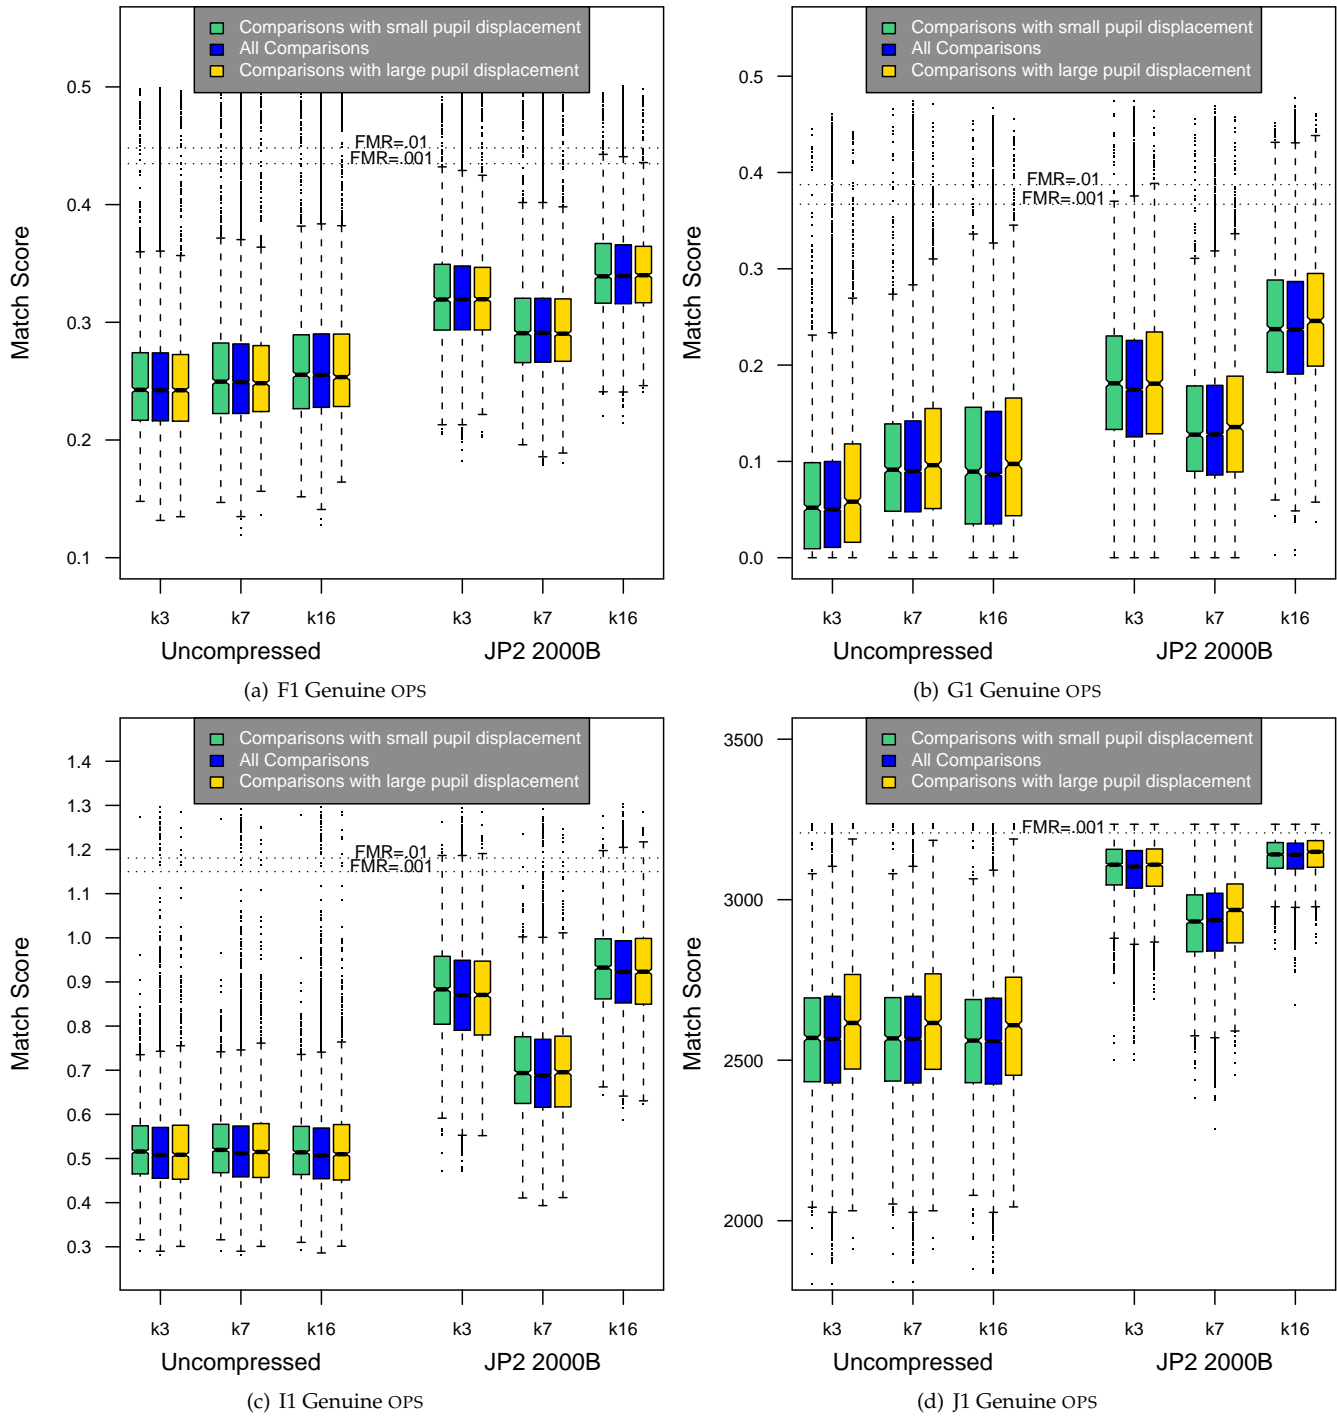 Comparisons with small pupil displacement
All Comparisons
Comparisons with large pupil displacement
0.5
0.4
0.3
0.2
0.1
Match Score
FMR=.01
FMR=.001
k3 k7 k16 k3 k7 k16
Uncompressed JP2 2000B
(a) F1 Genuine OPS
Comparisons with small pupil displacement
All Comparisons
Comparisons with large pupil displacement
0.5
0.4
0.3
0.2
0.1
0.0
Match Score
FMR=.01
FMR=.001
k3 k7 k16 k3 k7 k16
Uncompressed JP2 2000B
(b) G1 Genuine OPS
Comparisons with small pupil displacement
All Comparisons
Comparisons with large pupil displacement
1.4
1.3
1.2
1.1
1.0
0.9
0.8
0.7
0.6
0.5
0.4
0.3
Match Score
FMR=.01
FMR=.001
k3 k7 k16 k3 k7 k16
Uncompressed JP2 2000B
(c) I1 Genuine OPS
Comparisons with small pupil displacement
All Comparisons
Comparisons with large pupil displacement
3500
3000
2500
2000
Match Score
FMR=.001
k3 k7 k16 k3 k7 k16
Uncompressed JP2 2000B
(d) J1 Genuine OPS